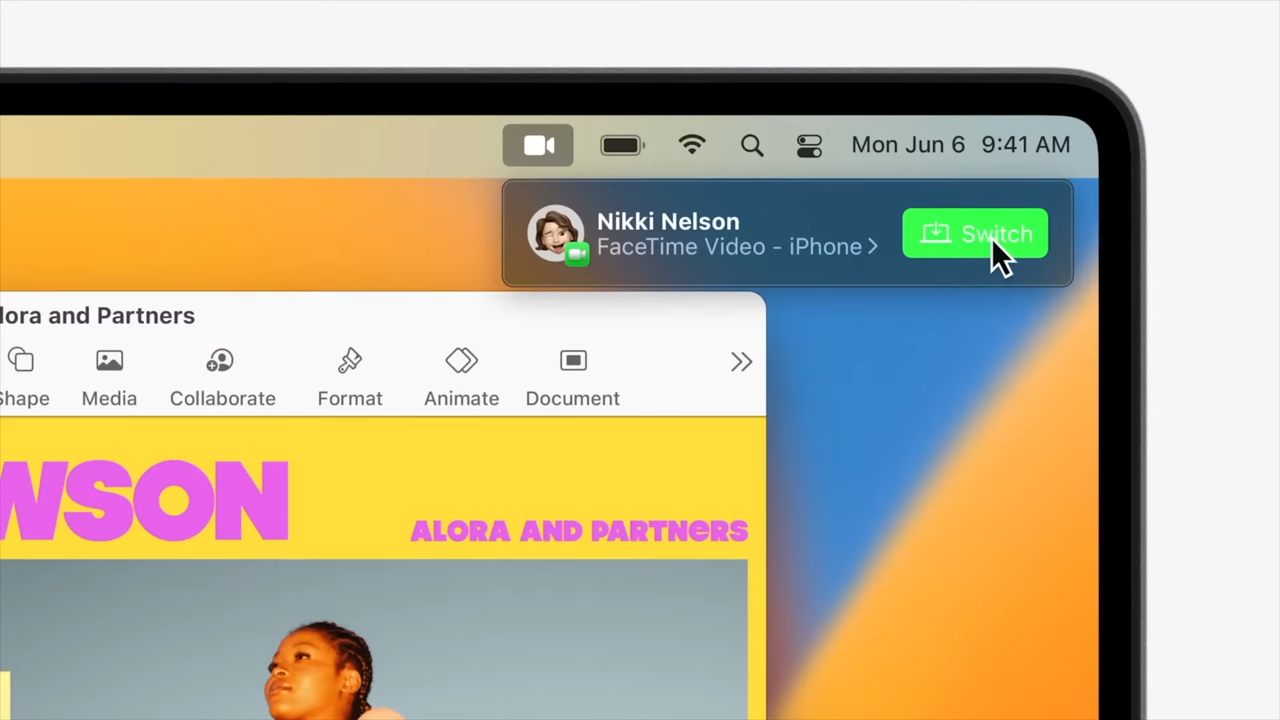 Mon Jun 6 9:41 AM
Nikki Nelson
FaceTime Video - iPhone
Switch
lora and Partners
Shape Media Collaborate Format Animate Document
WSON
ALORA AND PARTNERS